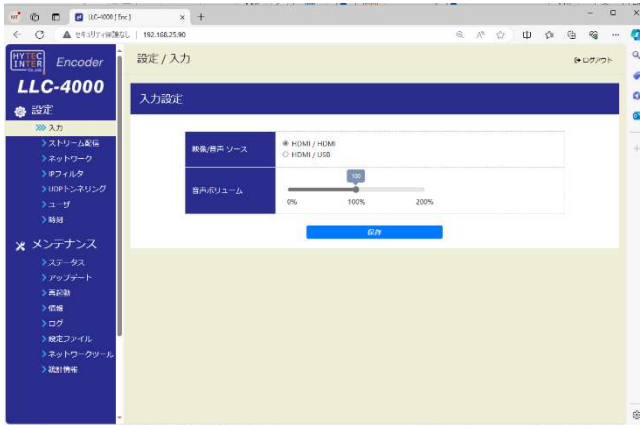 LLC-4000 [Enc]
セキュリティ保護なし 192.168.25.90
HYTEC INTER Encoder
LLC-4000
設定
入力
ストリーム配信
ネットワーク
IPフィルタ
UDPトンネリング
ユーザ
時刻
メンテナンス
ステータス
アップデート
再起動
情報
ログ
設定ファイル
ネットワークツール
統計情報
設定 / 入力
ログアウト
入力設定
映像/音声 ソース
HDMI / HDMI
HDMI / USB
音声ボリューム
100
0% 100% 200%
保存